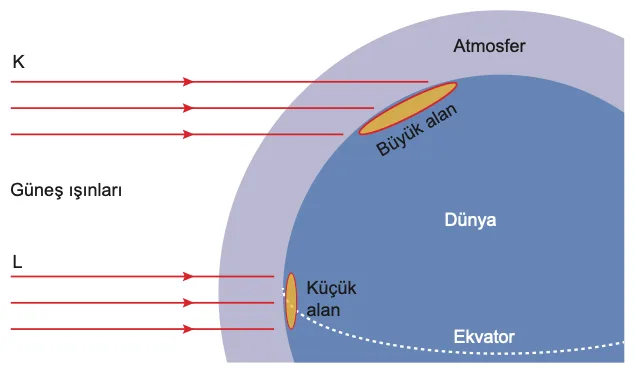 Atmosfer
K
Büyük alan
Güneş ışınları
Dünya
L
Küçük
alan
Ekvator